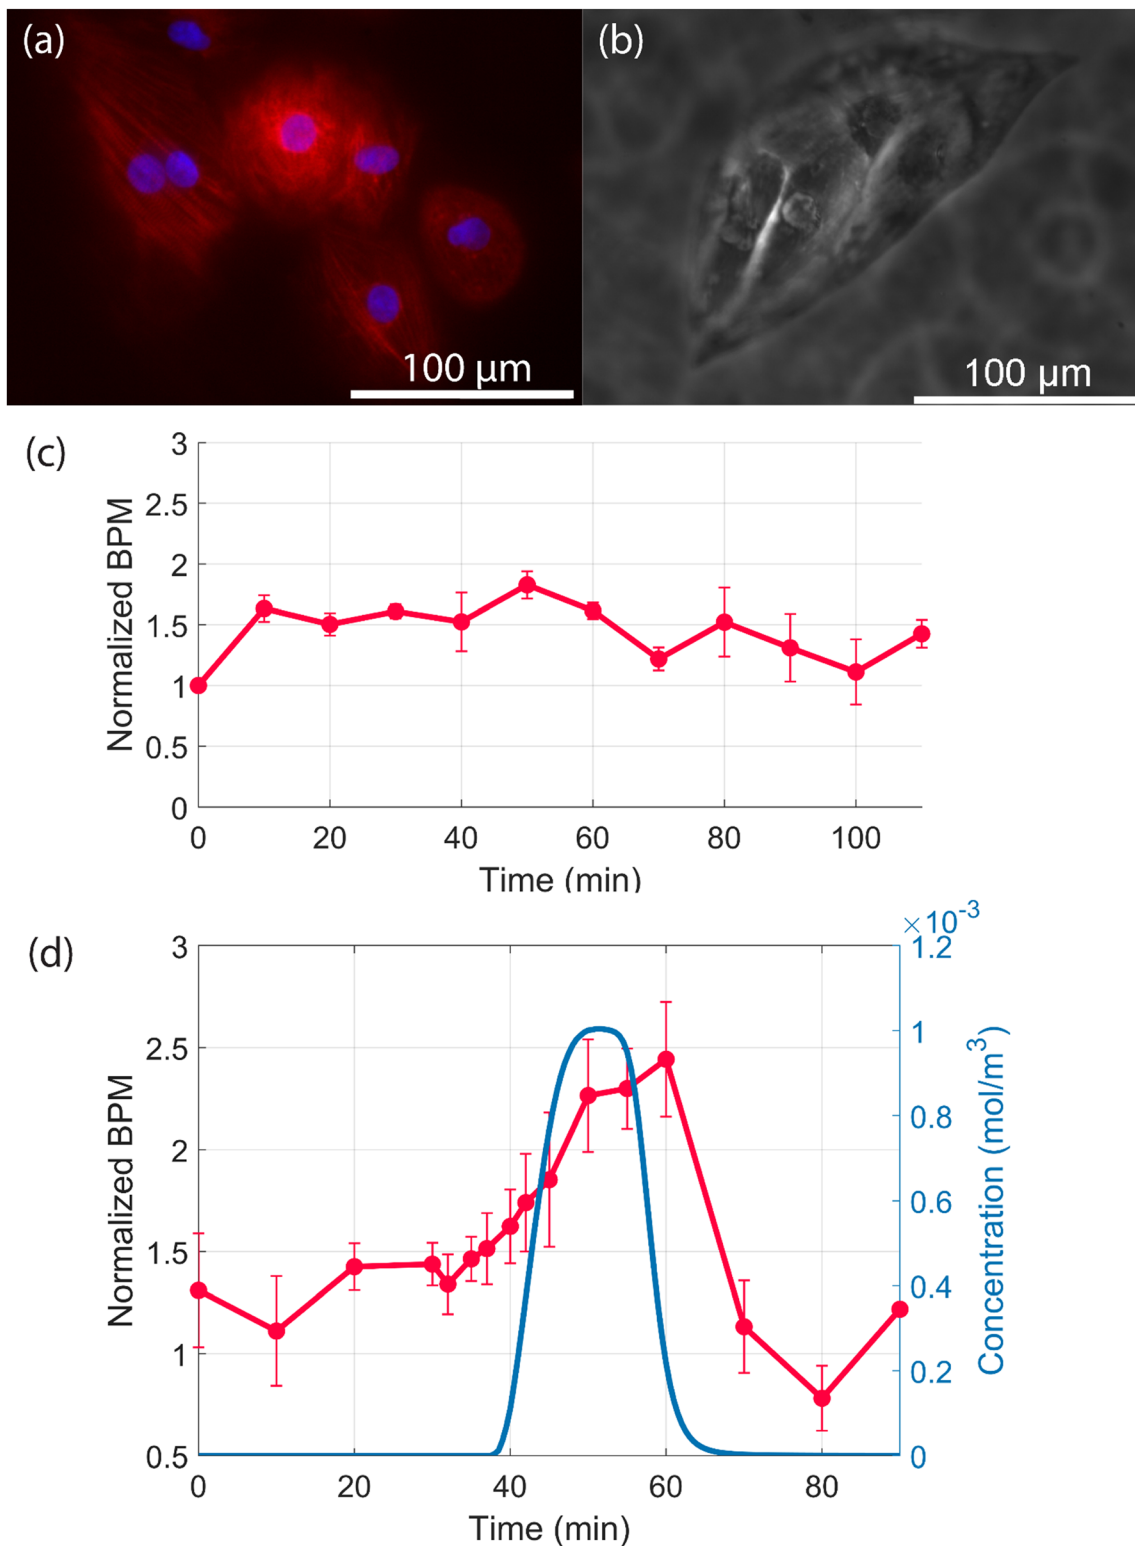 (a)
(b)
100 μm
100 μm
(c)
3
2.5
2
1.5
1
0.5
0
Normalized BPM
0 20 40 60 80 100
Time (min)
(d)
×10-3
3
2.5
2
1.5
1
0.5
Normalized BPM
1.2
1
0.8
0.6
0.4
0.2
0
Concentration (mol/m3)
0 20 40 60 80
Time (min)